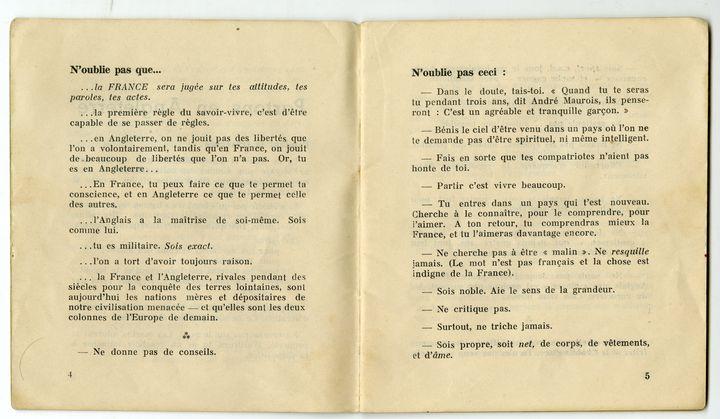 N'oublie pas que...
...la FRANCE sera jugée sur tes attitudes, tes
paroles, tes actes.
...la première règle du savoir-vivre, c'est d'être
capable de se passer de règles.
...en Angleterre, on ne jouit pas des libertés que
l'on a volontairement, tandis qu'en France, on jouit
de beaucoup de libertés que l'on n'a pas. Or, tu
es en Angleterre...
...En France, tu peux faire ce que te permet ta
conscience, et en Angleterre ce que te permet celle
des autres.
...l'Anglais a la maîtrise de soi-même. Sois
comme lui.
...tu es militaire. Sois exact.
...l'on a tort d'avoir toujours raison.
... la France et l'Angleterre, rivales pendant des
siècles pour la conquête des terres lointaines, sont
aujourd'hui les nations mères et dépositaires de
notre civilisation menacée — et qu'elles sont les deux
colonnes de l'Europe de demain.
⁂
— Ne donne pas de conseils.
4
N'oublie pas ceci :
— Dans le doute, tais-toi. « Quand tu te seras
tu pendant trois ans, dit André Maurois, ils pense-
ront : C'est un agréable et tranquille garçon. »
— Bénis le ciel d'être venu dans un pays où l'on ne
te demande pas d'être spirituel, ni même intelligent.
— Fais en sorte que tes compatriotes n'aient pas
honte de toi.
— Partir c'est vivre beaucoup.
— Tu entres dans un pays qui t'est nouveau.
Cherche à le connaître, pour le comprendre, pour
l'aimer. A ton retour, tu comprendras mieux la
France, et tu l'aimeras davantage encore.
— Ne cherche pas à être « malin ». Ne resquille
jamais. (Le mot n'est pas français et la chose est
indigne de la France).
— Sois noble. Aie le sens de la grandeur.
— Ne critique pas.
— Surtout, ne triche jamais.
— Sois propre, soit net, de corps, de vêtements,
et d'âme.
5